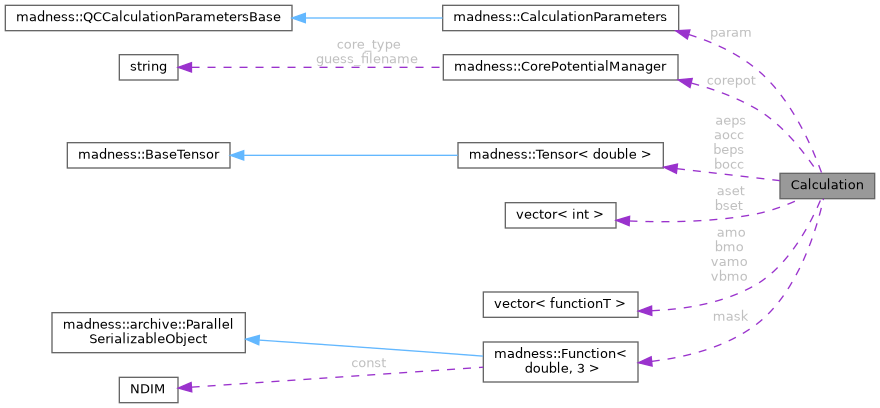 madness::QCCalculationParametersBase
madness::CalculationParameters
param
string
core_type
guess_filename
madness::CorePotentialManager
corepot
madness::BaseTensor
madness::Tensor< double >
aeps
aocc
beps
bocc
Calculation
vector< int >
aset
bset
vector< functionT >
amo
bmo
vamo
vbmo
madness::archive::Parallel
SerializableObject
madness::Function<
double, 3 >
mask
NDIM
const